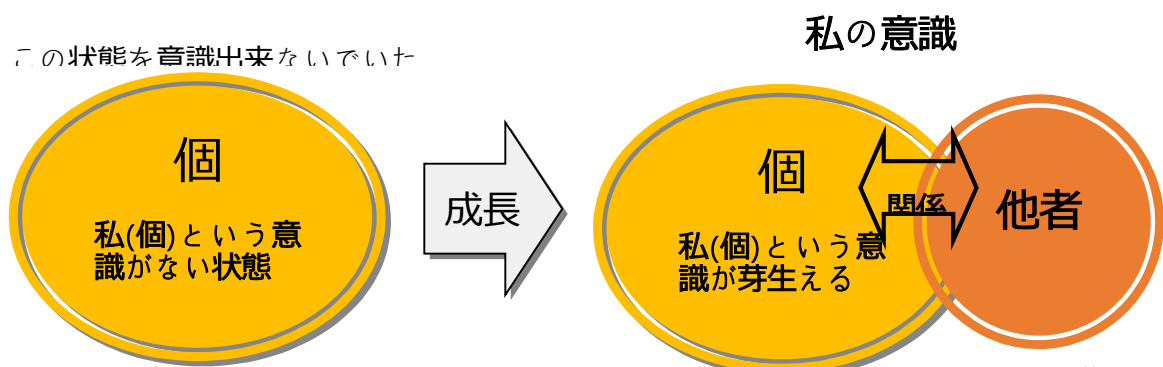 私の意識
この状態を意識出来ないでいた
個
私(個)という意
識がない状態
成長
個
私(個)という意
識が芽生える
関係
他者